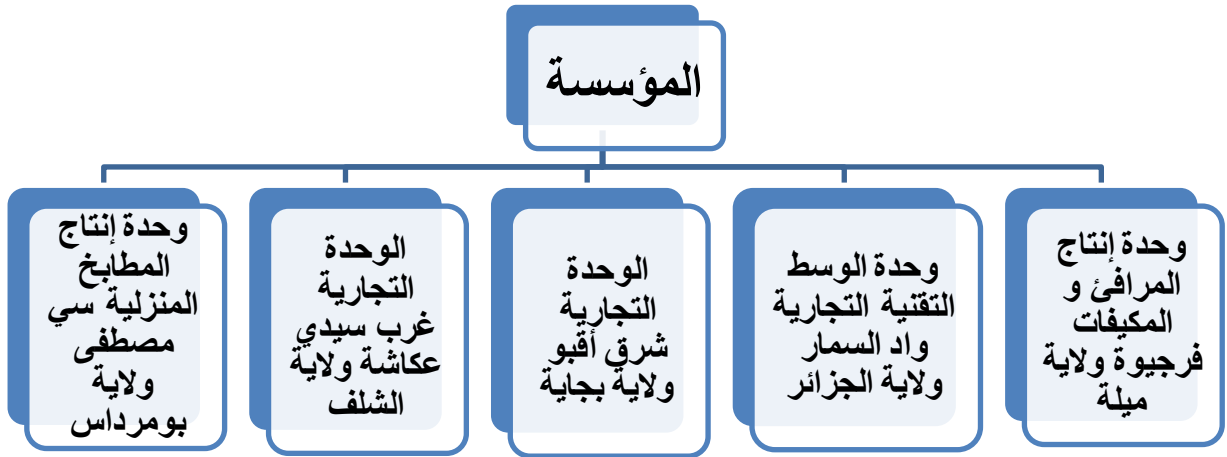 المؤسسة
وحدة إنتاج
المرافئ و
المكيفات
فرجيوة ولاية
ميلة
وحدة الوسط
التقنية التجارية
واد السمار
ولاية الجزائر
الوحدة
التجارية
شرق أقبو
ولاية بجاية
الوحدة
التجارية
غرب سيدي
عكاشة ولاية
الشلف
وحدة إنتاج
المطابخ
المنزلية سي
مصطفى
ولاية
بومرداس